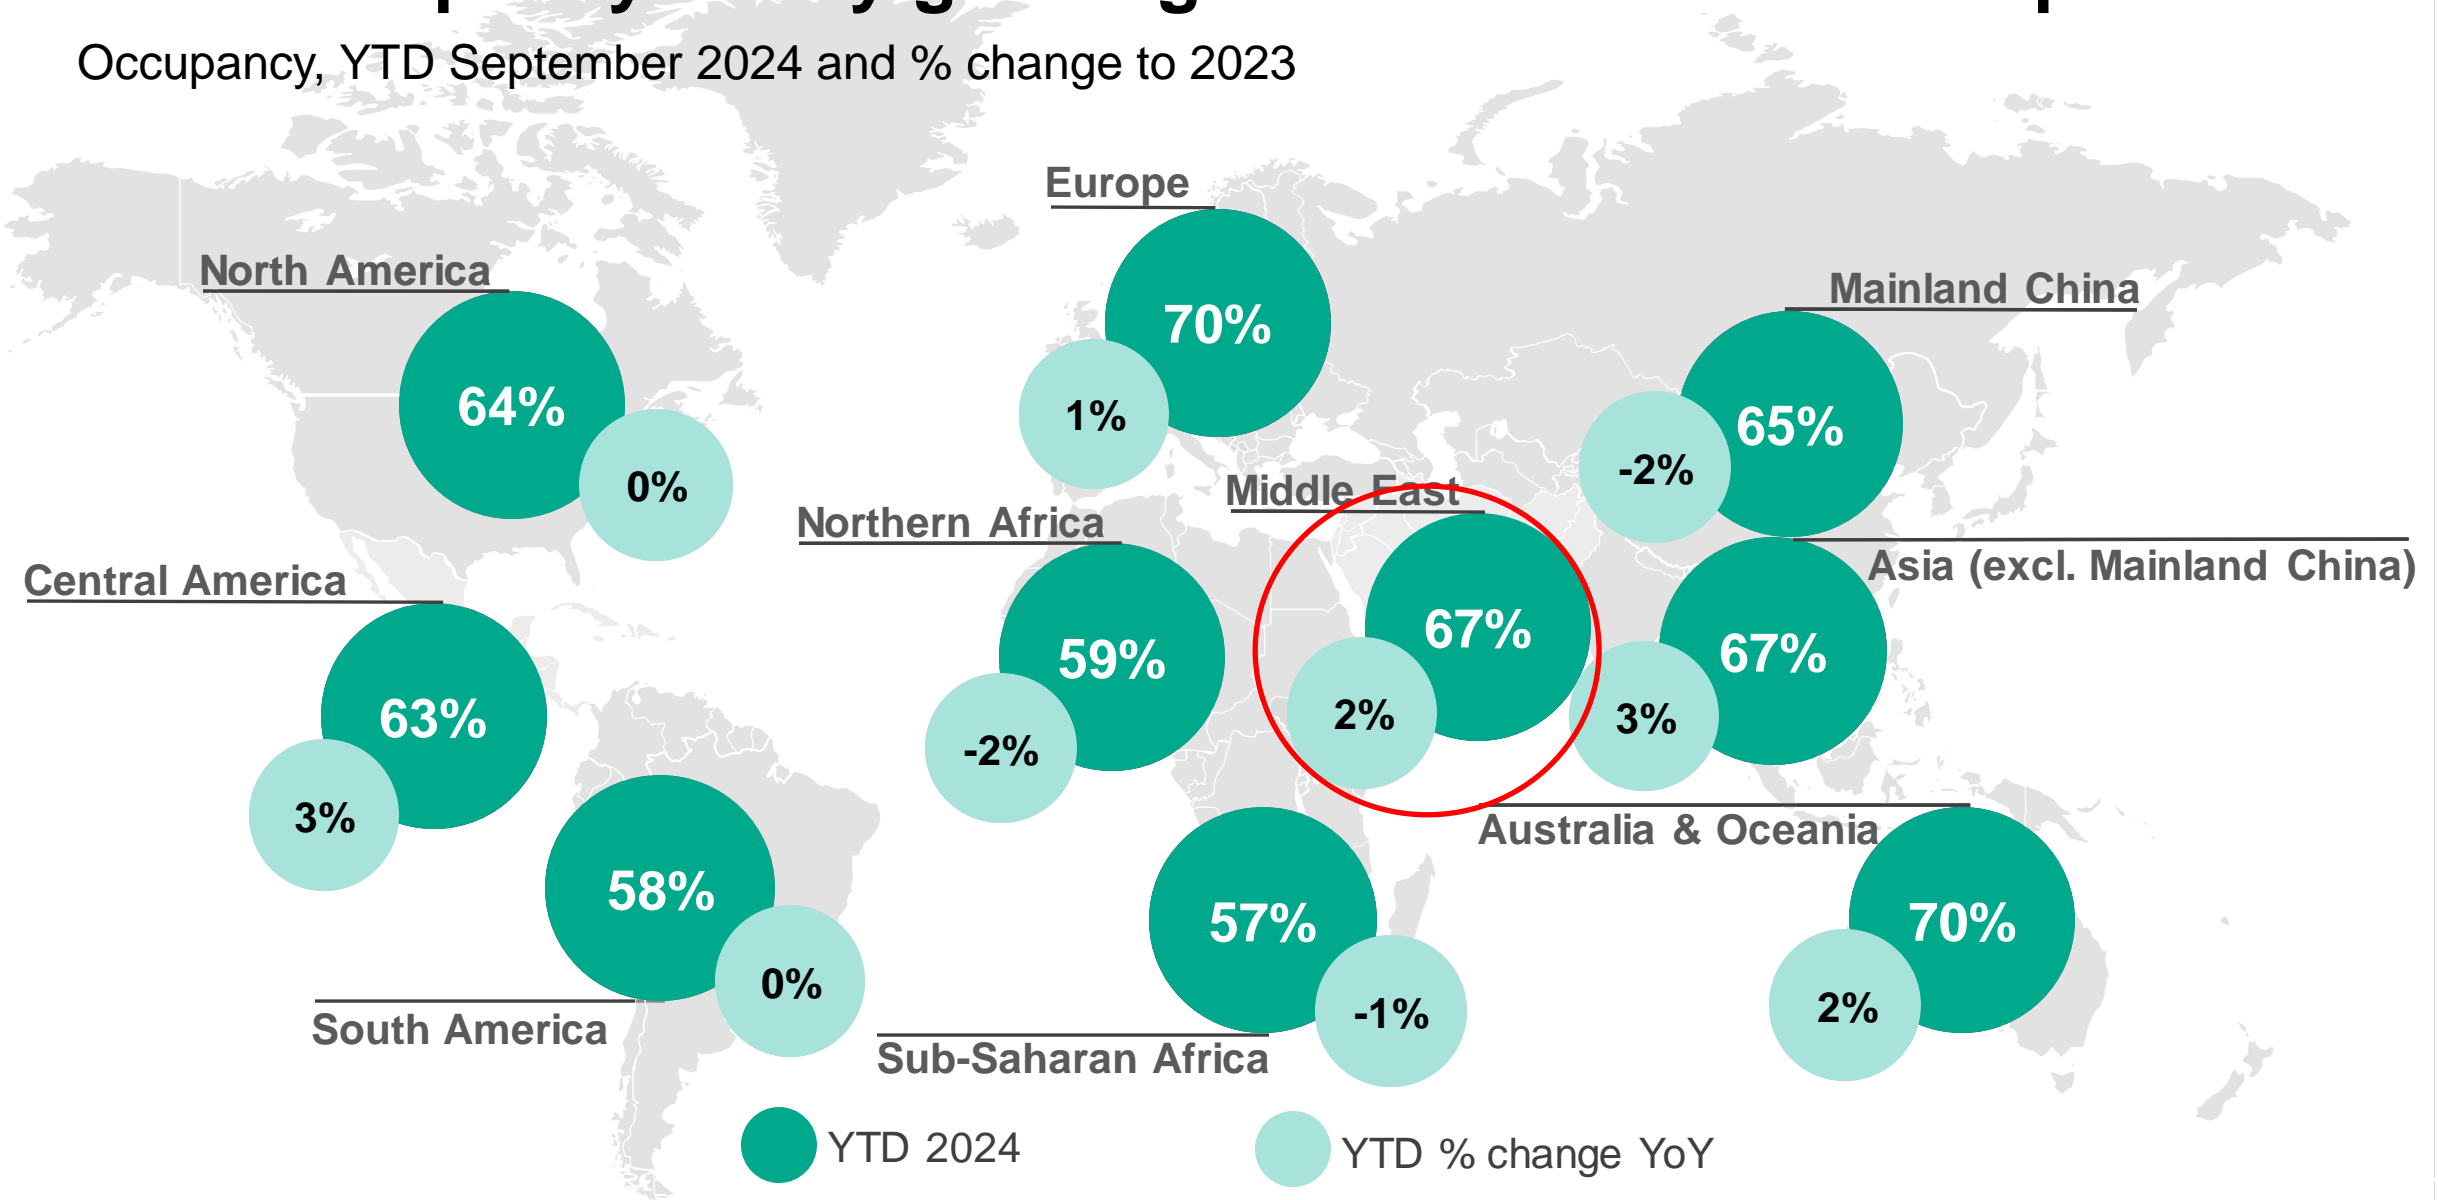 Occupancy, YTD September 2024 and % change to 2023
Europe
70%
1%
North America
64%
0%
Mainland China
65%
-2%
Middle East
67%
2%
Northern Africa
59%
-2%
Asia (excl. Mainland China)
67%
3%
Central America
63%
3%
Australia & Oceania
70%
2%
58%
0%
South America
57%
-1%
Sub-Saharan Africa
YTD 2024
YTD % change YoY